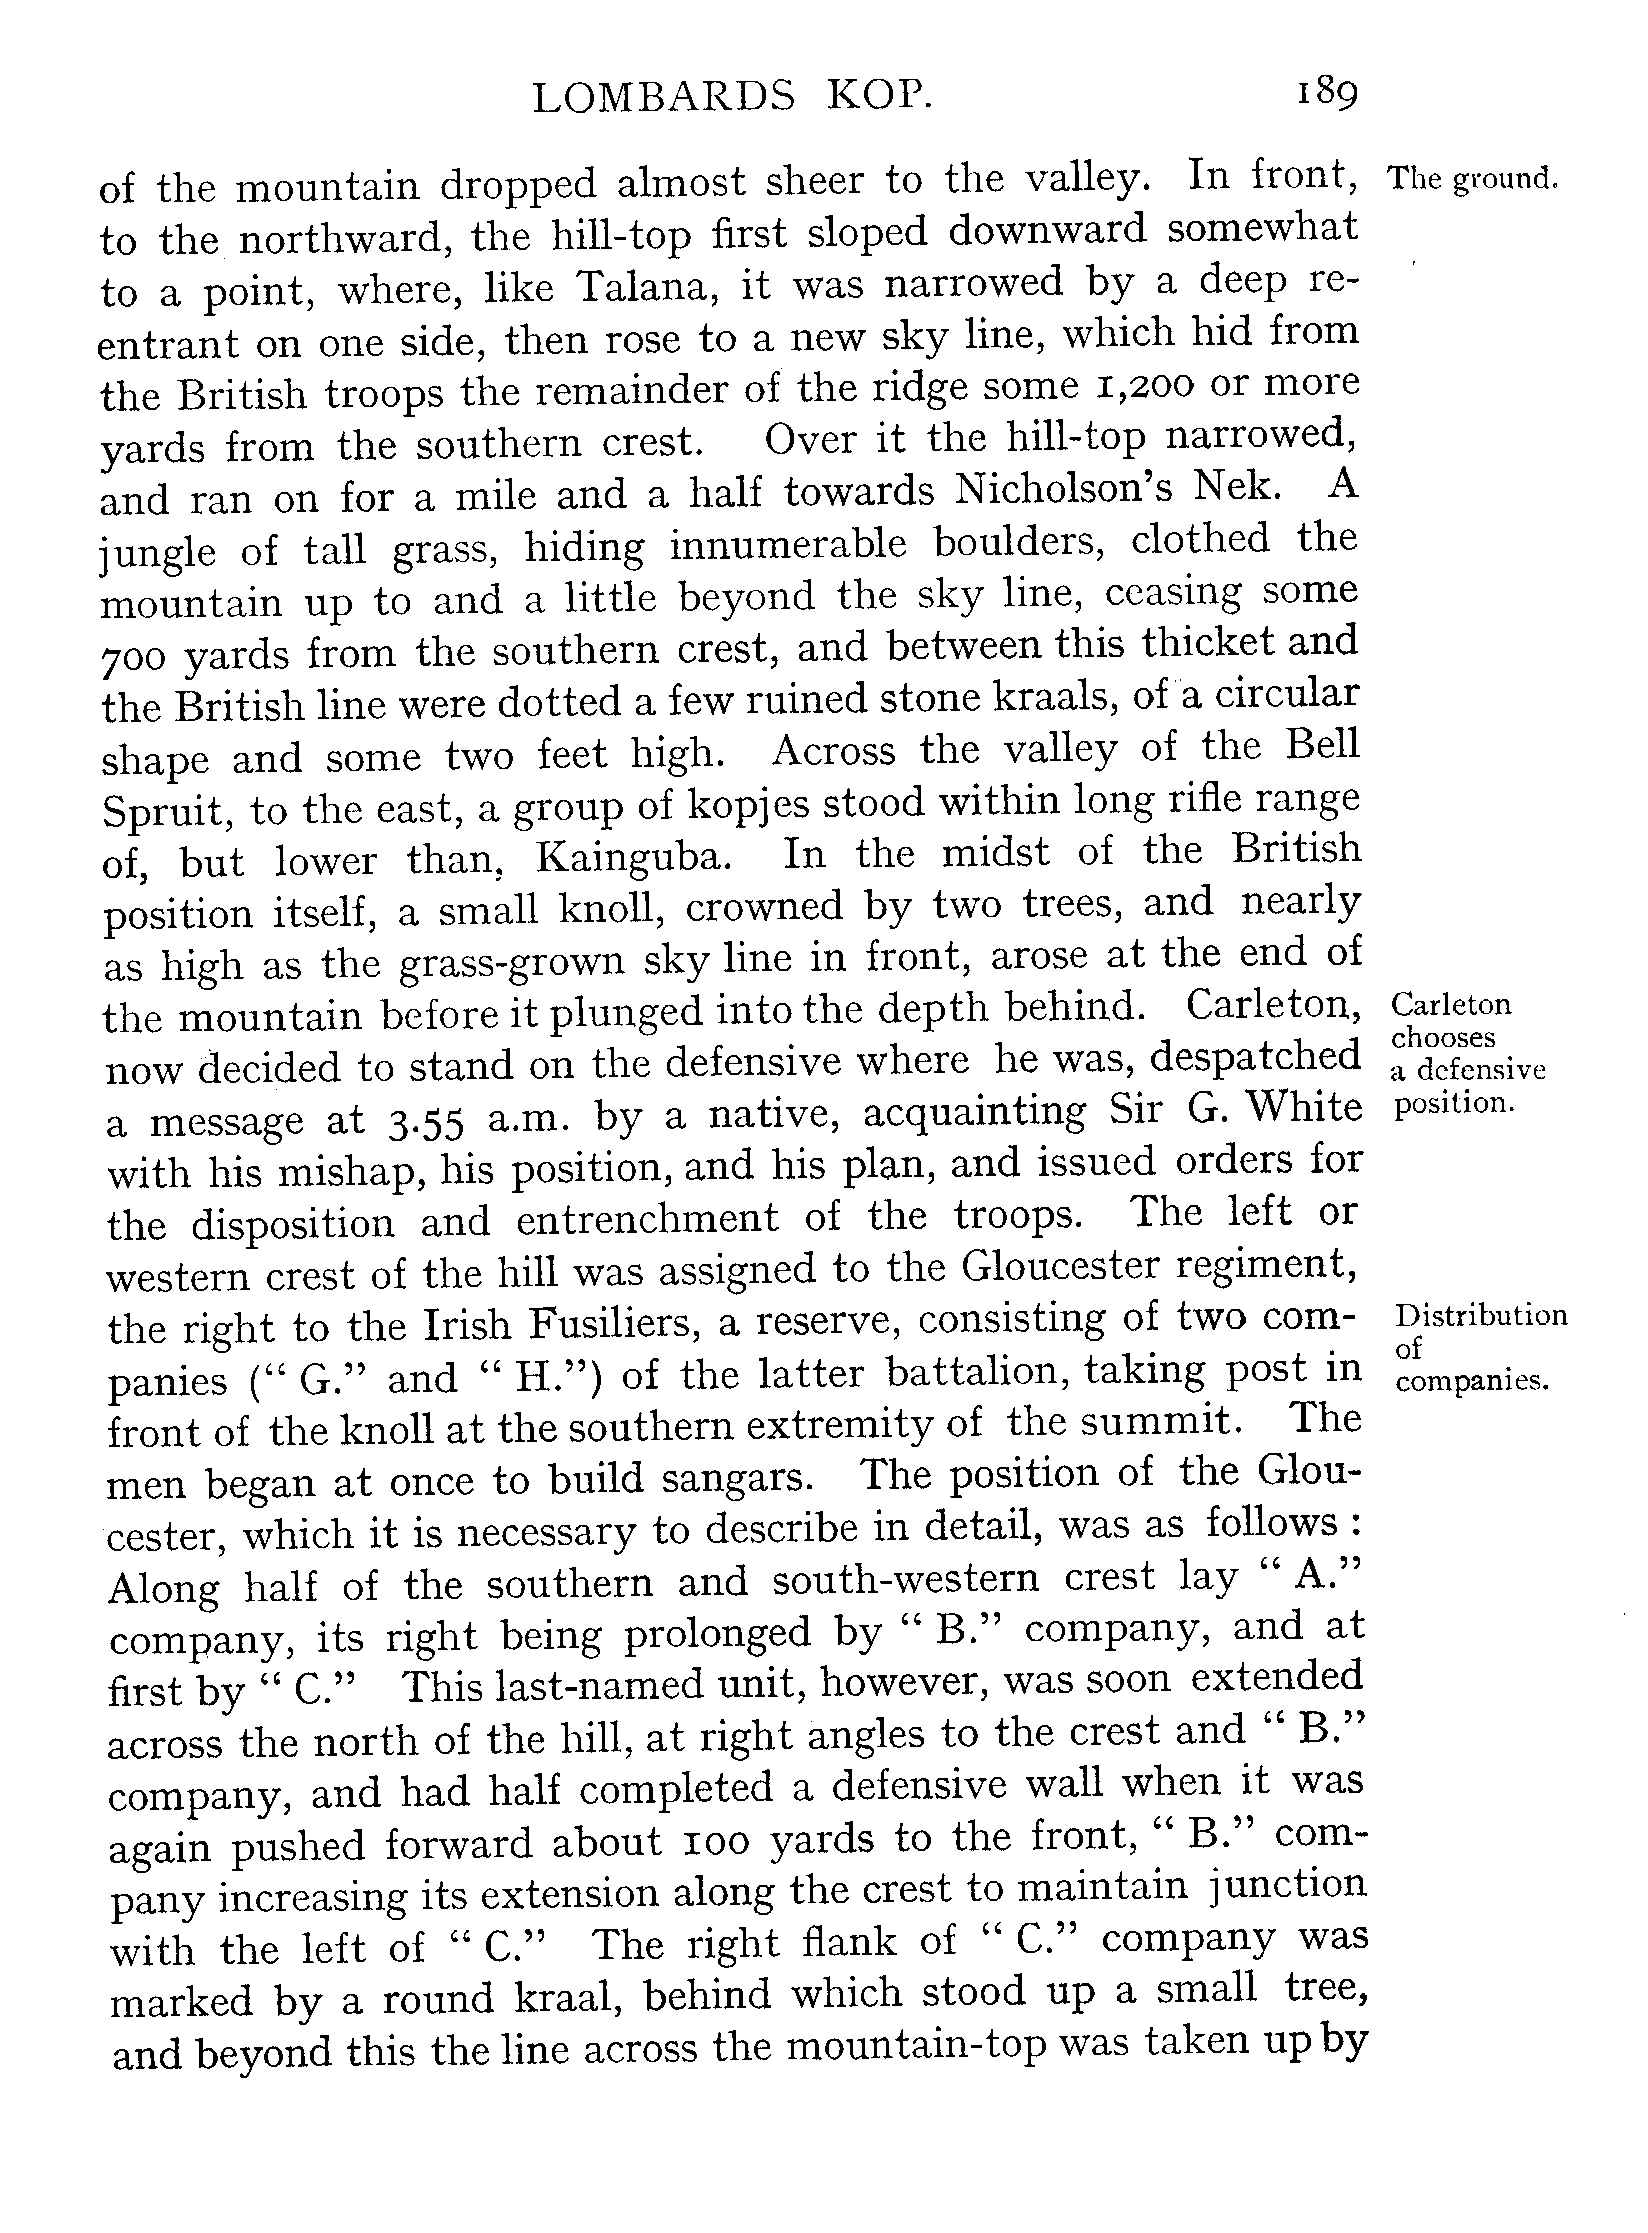 LOMBARDS KOP. 189
of the mountain dropped almost sheer to the valley. In front, The ground.
to the northward, the hill-top first sloped downward somewhat
to a point, where, like Talana, it was narrowed by a deep re-
entrant on one side, then rose to a new sky line, which hid from
the British troops the remainder of the ridge some 1,200 or more
yards from the southern crest. Over it the hill-top narrowed,
and ran on for a mile and a half towards Nicholson's Nek. A
jungle of tall grass, hiding innumerable boulders, clothed the
mountain up to and a little beyond the sky line, ceasing some
700 yards from the southern crest, and between this thicket and
the British line were dotted a few ruined stone kraals, of a circular
shape and some two feet high. Across the valley of the Bell
Spruit, to the east, a group of kopjes stood within long rifle range
of, but lower than, Kainguba. In the midst of the British
position itself, a small knoll, crowned by two trees, and nearly
as high as the grass-grown sky line in front, arose at the end of
the mountain before it plunged into the depth behind. Carleton,
now decided to stand on the defensive where he was, despatched
a message at 3.55 a.m. by a native, acquainting Sir G. White
Carleton
chooses
a defensive
position.
with his mishap, his position, and his plan, and issued orders for
the disposition and entrenchment of the troops. The left or
western crest of the hill was assigned to the Gloucester regiment,
the right to the Irish Fusiliers, a reserve, consisting of two com-
panies (" G." and " H.") of the latter battalion, taking post in
Distribution
of
companies.
front of the knoll at the southern extremity of the summit. The
men began at once to build sangars. The position of the Glou-
cester, which it is necessary to describe in detail, was as follows :
Along half of the southern and south-western crest lay " A."
company, its right being prolonged by " B." company, and at
first by " C." This last-named unit, however, was soon extended
across the north of the hill, at right angles to the crest and " B."
company, and had half completed a defensive wall when it was
again pushed forward about 100 yards to the front, " B." com-
pany increasing its extension along the crest to maintain junction
with the left of " C." The right flank of " C." company was
marked by a round kraal, behind which stood up a small tree,
and beyond this the line across the mountain-top was taken up by